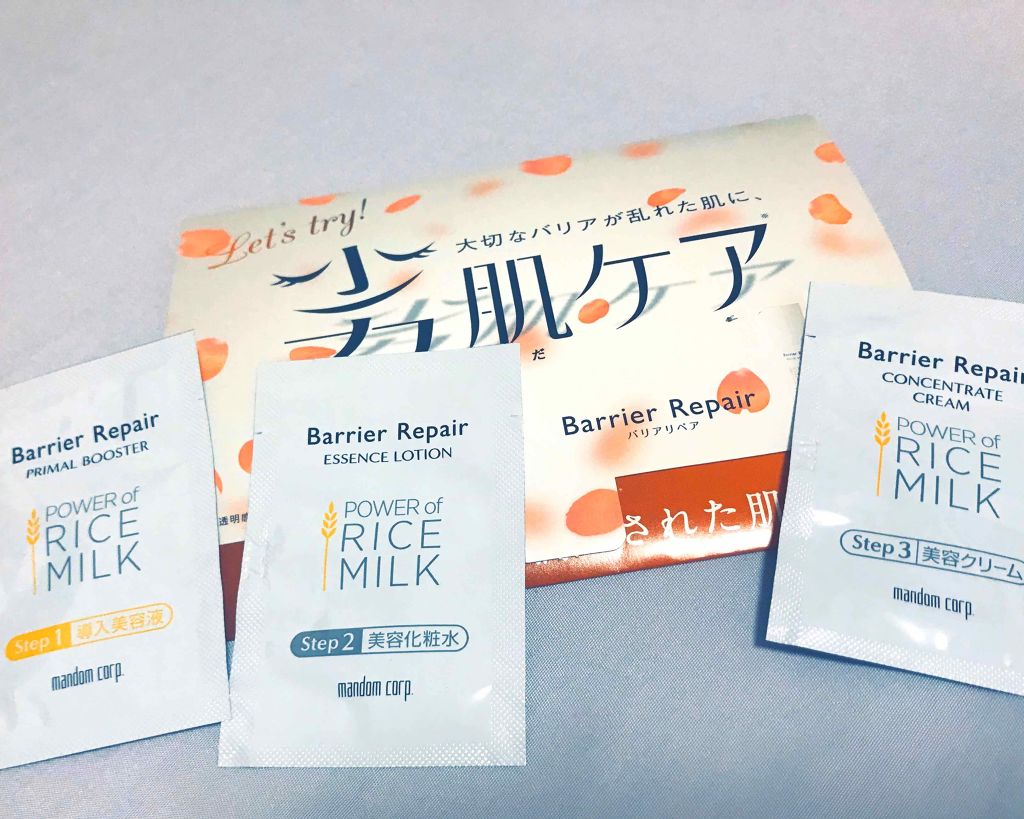 Let's try!
大切なバリアが乱れた肌に、
肌ケア
※
だ
Barrier Repair
バリアリペア
透明感
された肌
Barrier Repair
PRIMAL BOOSTER
POWER of
RICE
MILK
Step 1 導入美容液
mandom corp.
Barrier Repair
ESSENCE LOTION
POWER of
RICE
MILK
Step 2 美容化粧水
mandom corp.
Barrier Repair
CONCENTRATE
CREAM
POWER of
RICE
MILK
Step 3 美容クリーム
mandom corp.